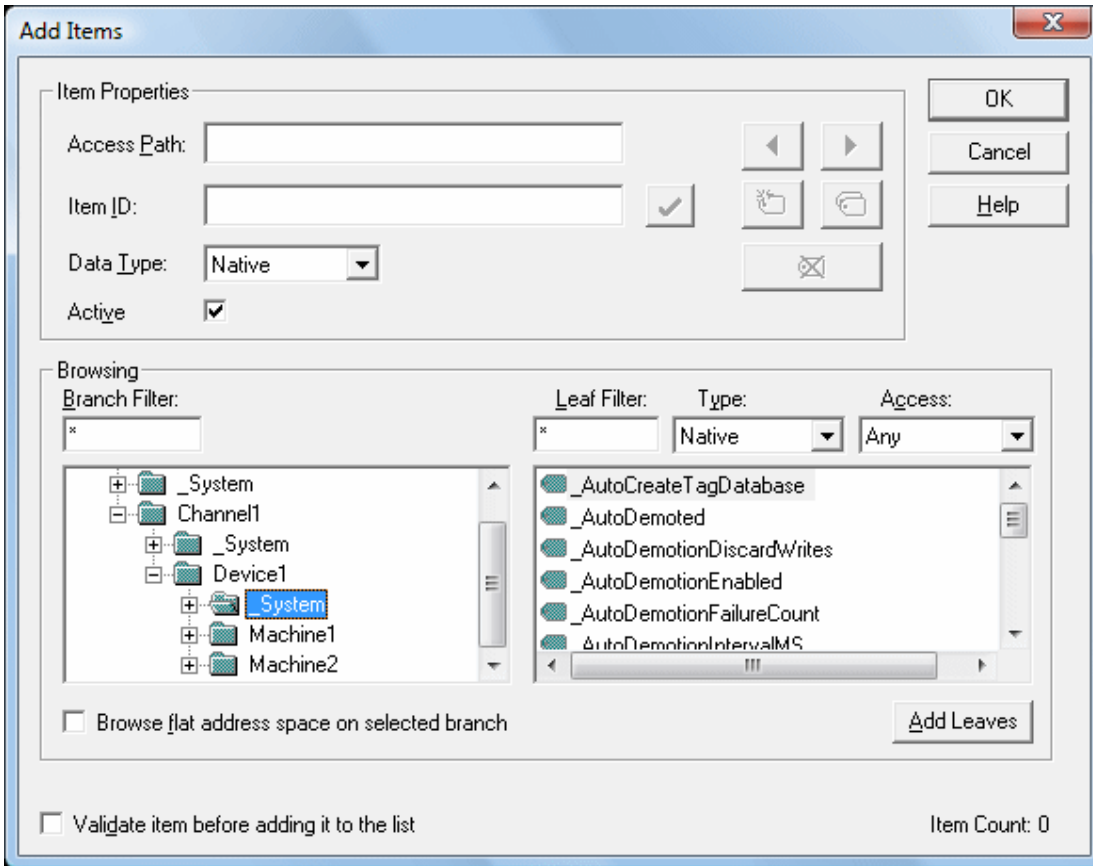 Add Items
Item Properties
OK
Access Path:
Cancel
Item ID:
Help
Data Type: Native
Active
Browsing
Branch Filter: Leaf Filter: Type: Access:
* * Native Any
_System _AutoCreateTagDatabase
Channel1 _AutoDemoted
_System _AutoDemotionDiscardWrites
Device1 _AutoDemotionEnabled
_System _AutoDemotionFailureCount
Machine1 _AutoDemotionIntervalMS
Machine2
Browse flat address space on selected branch Add Leaves
Validate item before adding it to the list Item Count: 0